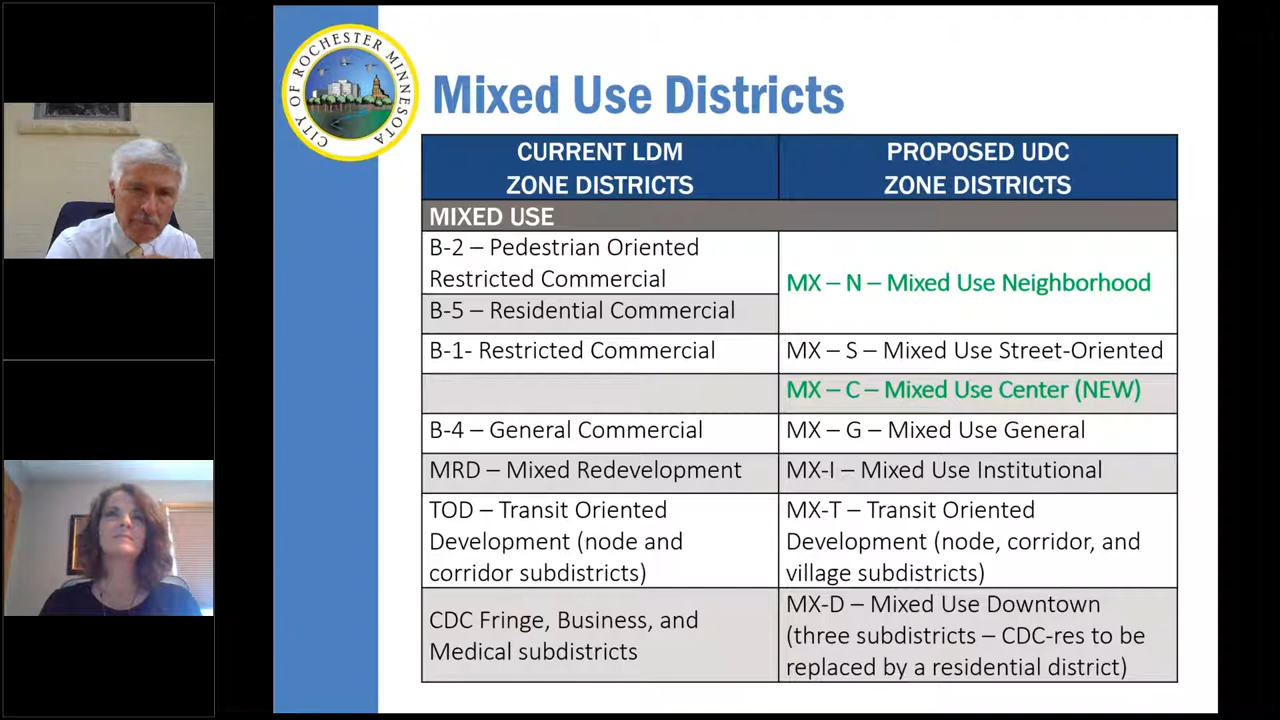 CITY OF ROCHESTER MINNESOTA
Mixed Use Districts
CURRENT LDM
ZONE DISTRICTS
PROPOSED UDC
ZONE DISTRICTS
MIXED USE
B-2 – Pedestrian Oriented
Restricted Commercial
MX – N – Mixed Use Neighborhood
B-5 – Residential Commercial
B-1- Restricted Commercial
MX – S – Mixed Use Street-Oriented
MX – C – Mixed Use Center (NEW)
B-4 – General Commercial
MX – G – Mixed Use General
MRD – Mixed Redevelopment
MX-I – Mixed Use Institutional
TOD – Transit Oriented
Development (node and
corridor subdistricts)
MX-T – Transit Oriented
Development (node, corridor, and
village subdistricts)
CDC Fringe, Business, and
Medical subdistricts
MX-D – Mixed Use Downtown
(three subdistricts – CDC-res to be
replaced by a residential district)